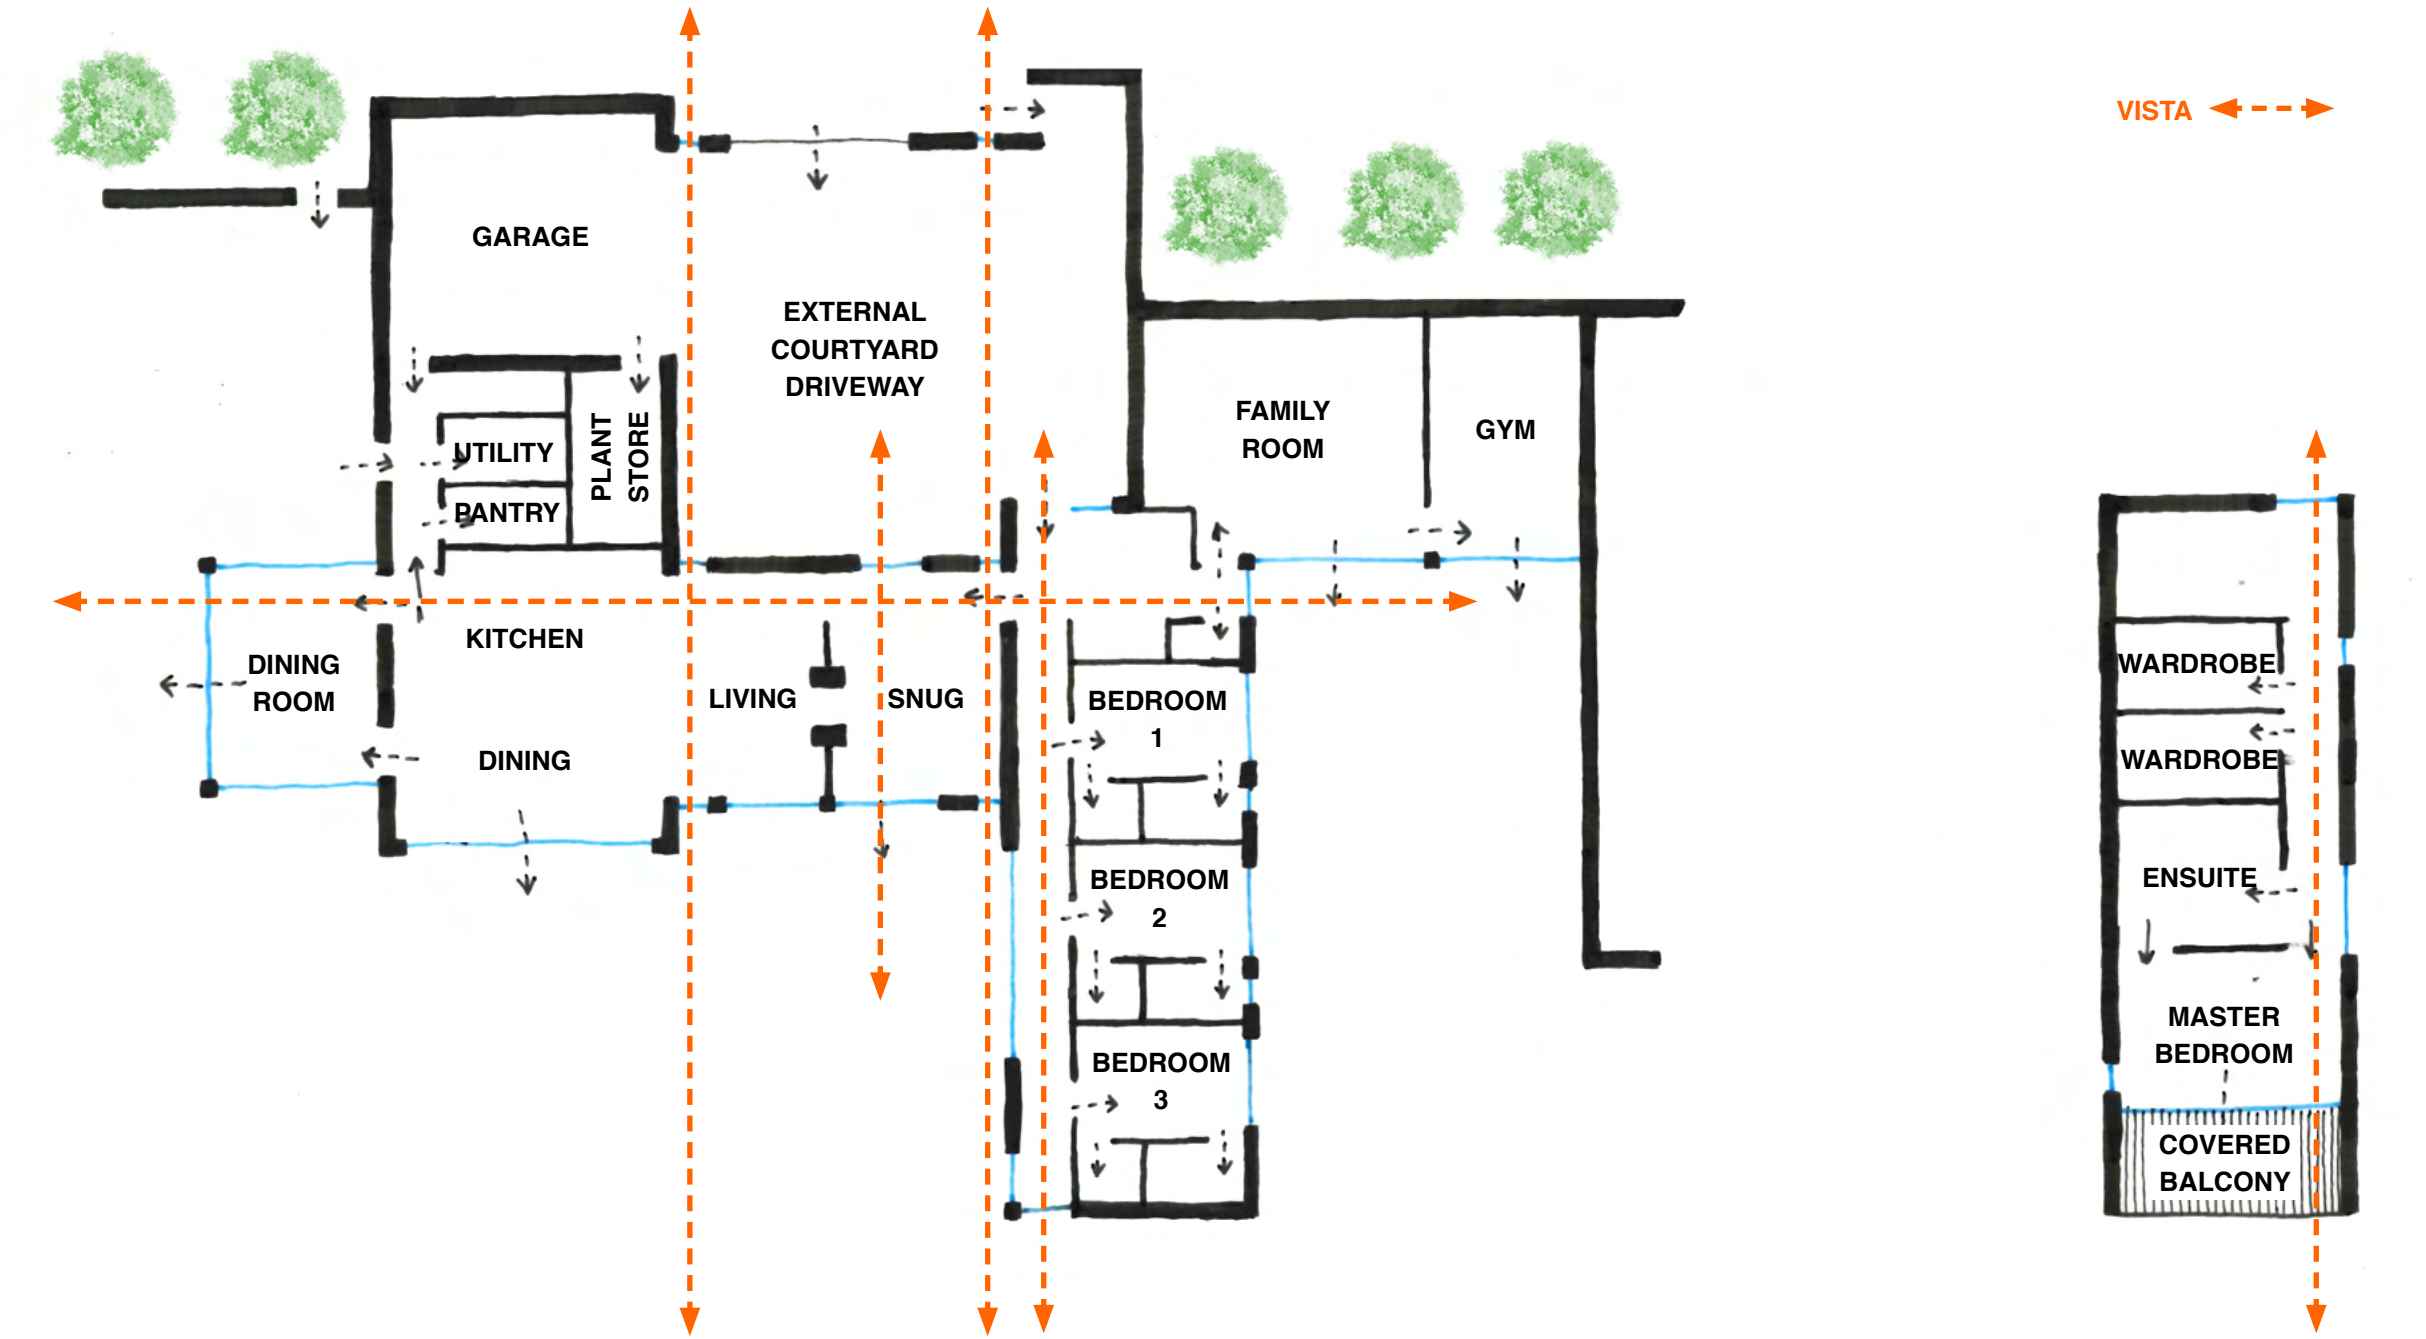 VISTA
GARAGE
EXTERNAL
COURTYARD
DRIVEWAY
FAMILY
ROOM
GYM
UTILITY
PANTRY
PLANT
STORE
KITCHEN
DINING
ROOM
LIVING
SNUG
DINING
BEDROOM
1
BEDROOM
2
BEDROOM
3
WARDROBE
WARDROBE
ENSUITE
MASTER
BEDROOM
COVERED
BALCONY